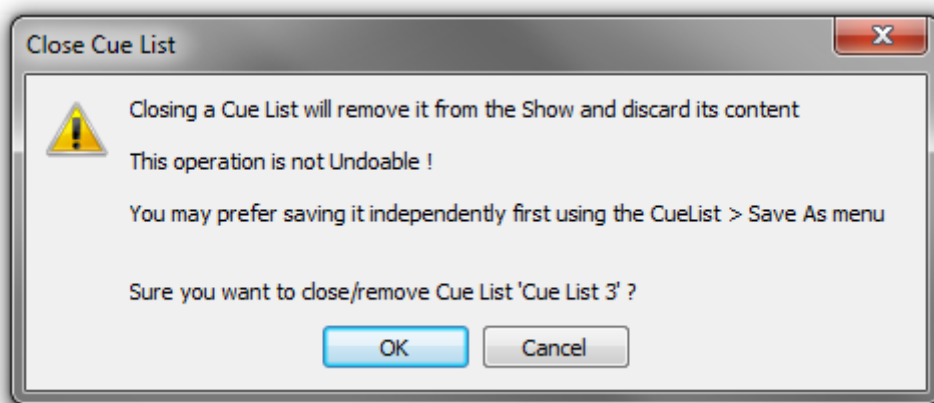 Close Cue List
Closing a Cue List will remove it from the Show and discard its content
This operation is not Undoable !
You may prefer saving it independently first using the CueList > Save As menu
Sure you want to close/remove Cue List 'Cue List 3' ?
OK
Cancel